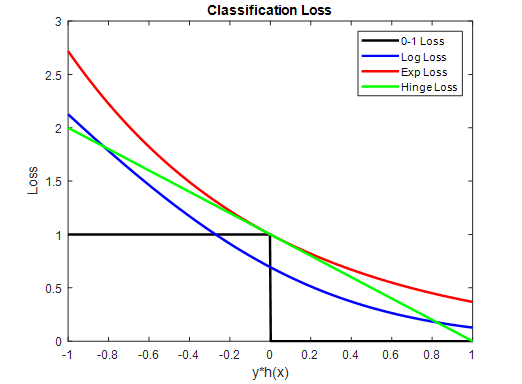 Classification Loss
3
2.5
2
1.5
1
0.5
0
Loss
0-1 Loss
Log Loss
Exp Loss
Hinge Loss
-1 -0.8 -0.6 -0.4 -0.2 0 0.2 0.4 0.6 0.8 1
y*h(x)